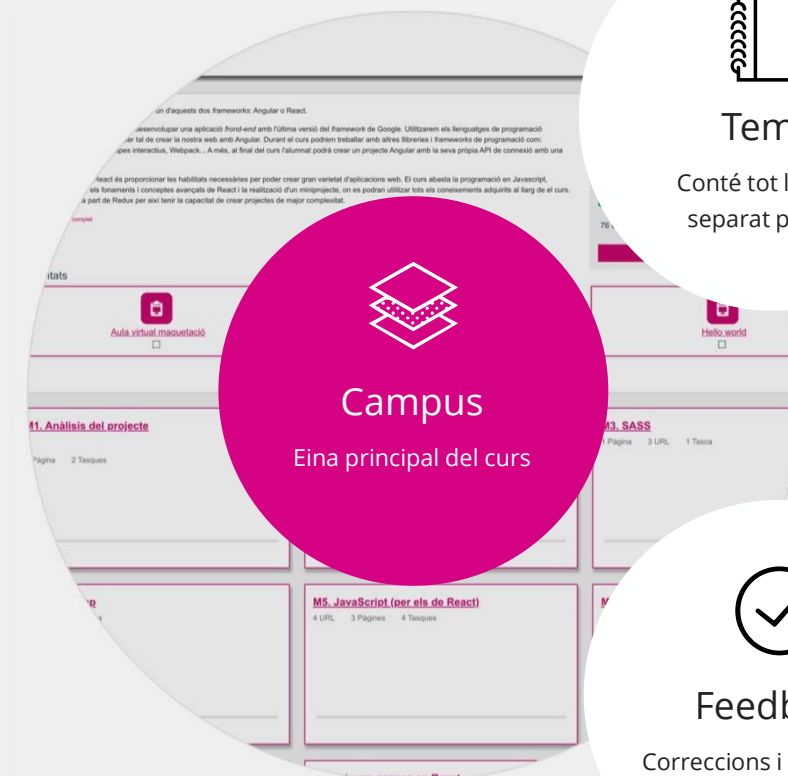 un d'aquests dos frameworks: Angular o React.
desenvolupar una aplicació frond-end amb l'última versió del framework de Google. Utilitzarem els llenguatges de programació
per tal de crear la nostra web amb Angular. Durant el curs podrem treballar amb altres llibreries i frameworks de programació com:
interactius, Webpack... A més, al final del curs l'alumnat podrà crear un projecte Angular amb la seva pròpia API de connexió amb una
React és proporcionar les habilitats necessàries per poder crear gran varietat d'aplicacions web. El curs abasta la programació en Javascript,
els fonaments i conceptes avançats de React i la realització d'un miniprojecte, on es podran utilitzar tots els coneixements adquirits al llarg de el curs.
a part de Redux per així tenir la capacitat de crear projectes de major complexitat.
complet
Conté tot
separat
76
Aula virtual maquetació
Hello world
Campus
Eina principal del curs
M1. Anàlisis del projecte
Pàgina 2 Tasques
M3. SASS
1 Pàgina 3 URL 1 Tasca
M5. JavaScript (per els de React)
4 URL 3 Pàgines 4 Tasques
Feedb
Correccions i